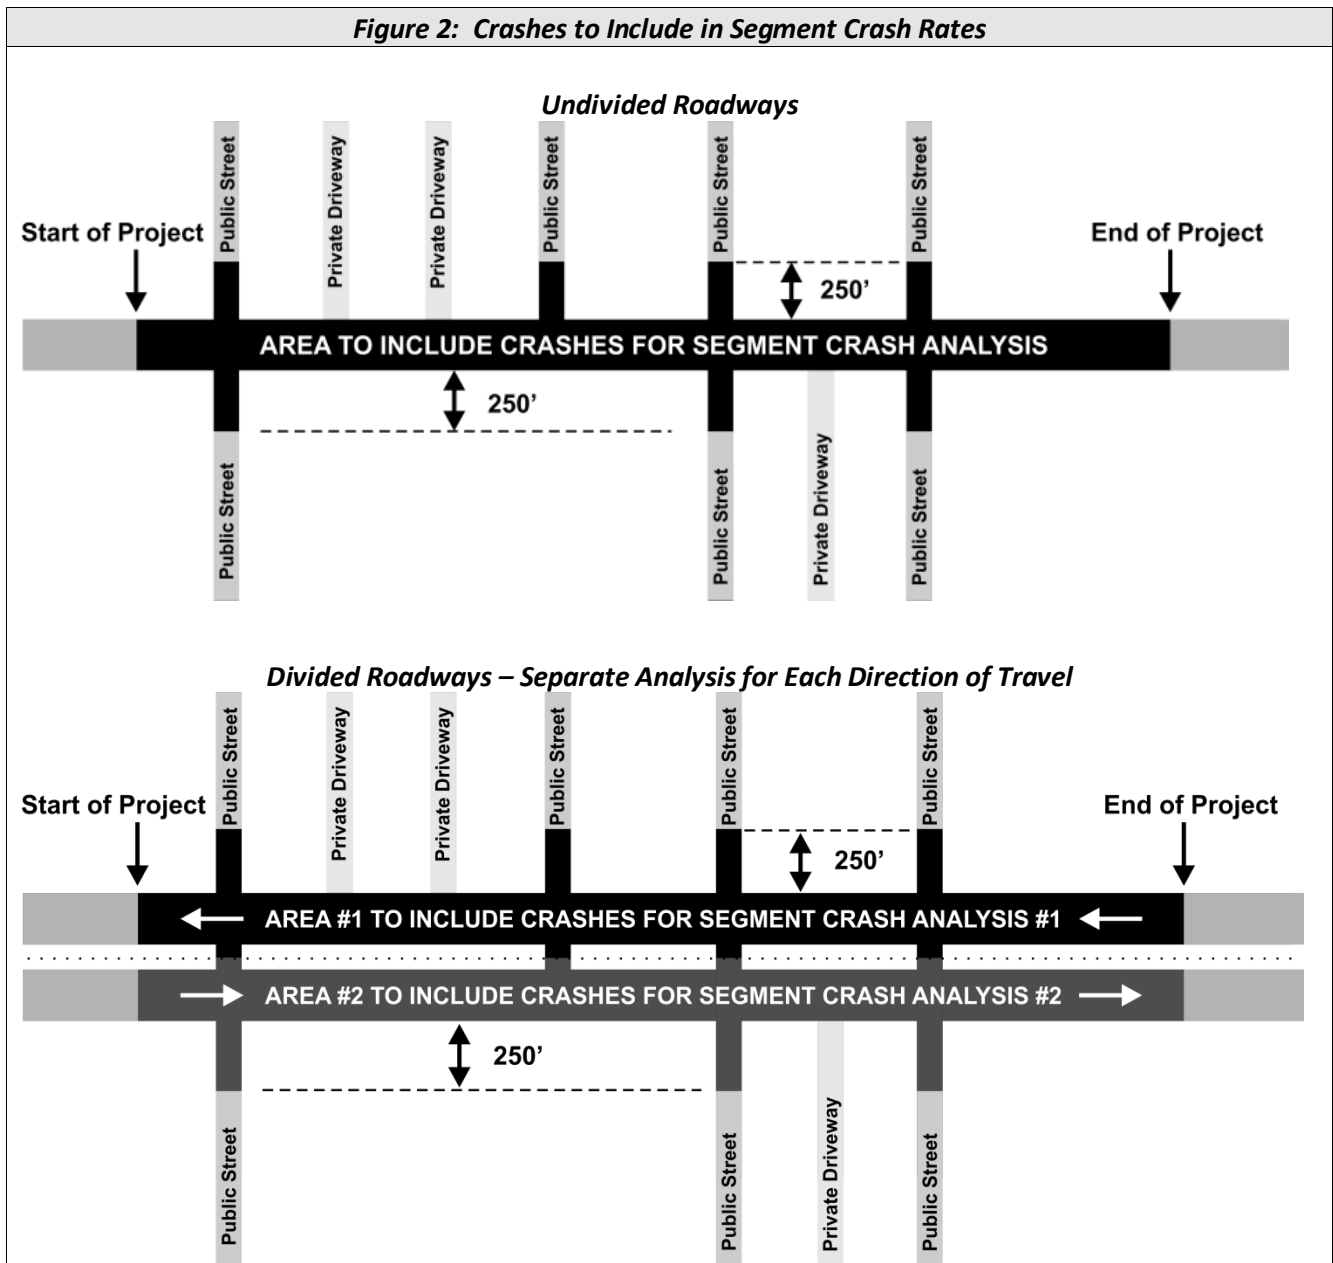 Figure 2: Crashes to Include in Segment Crash Rates
Undivided Roadways
Public Street
Private Driveway
Private Driveway
Public Street
Public Street
Public Street
Start of Project
End of Project
250’
AREA TO INCLUDE CRASHES FOR SEGMENT CRASH ANALYSIS
250’
Public Street
Public Street
Private Driveway
Public Street
Divided Roadways – Separate Analysis for Each Direction of Travel
Public Street
Private Driveway
Private Driveway
Public Street
Public Street
Public Street
Start of Project
End of Project
250’
AREA #1 TO INCLUDE CRASHES FOR SEGMENT CRASH ANALYSIS #1
AREA #2 TO INCLUDE CRASHES FOR SEGMENT CRASH ANALYSIS #2
250’
Public Street
Public Street
Private Driveway
Public Street